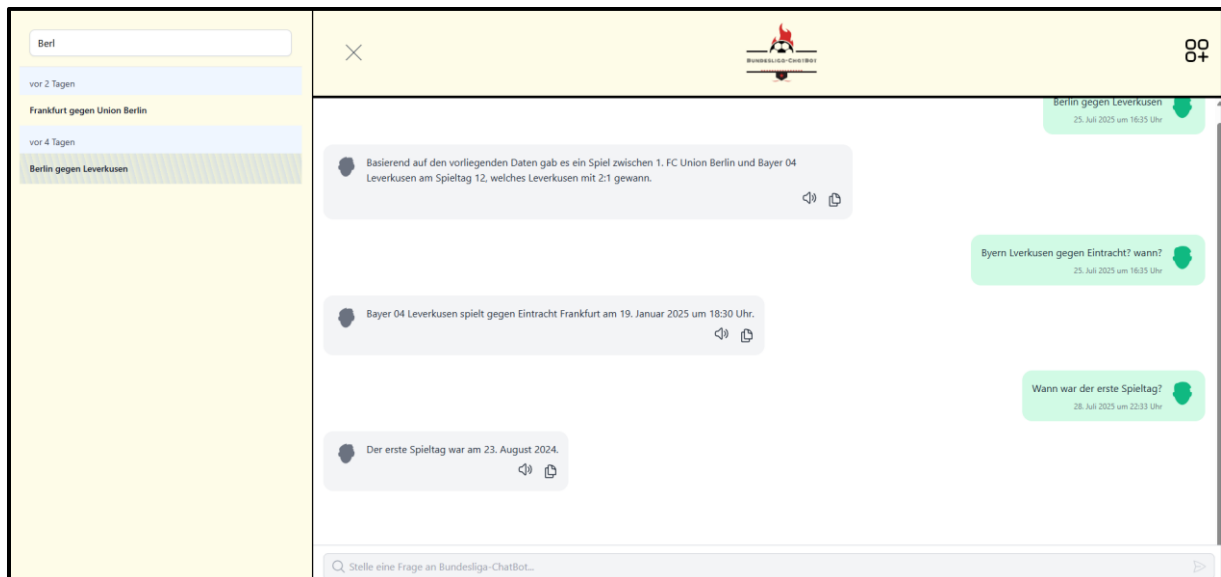 Berl
vor 2 Tagen
Frankfurt gegen Union Berlin
vor 4 Tagen
Berlin gegen Leverkusen
BUNDESLIGA-CHATBOT
Berlin gegen Leverkusen
25. Juli 2025 um 16:35 Uhr
Basierend auf den vorliegenden Daten gab es ein Spiel zwischen 1. FC Union Berlin und Bayer 04
Leverkusen am Spieltag 12, welches Leverkusen mit 2:1 gewann.
Byern Lverkusen gegen Eintracht? wann?
25. Juli 2025 um 16:35 Uhr
Bayer 04 Leverkusen spielt gegen Eintracht Frankfurt am 19. Januar 2025 um 18:30 Uhr.
Wann war der erste Spieltag?
28. Juli 2025 um 22:33 Uhr
Der erste Spieltag war am 23. August 2024.
Stelle eine Frage an Bundesliga-ChatBot...